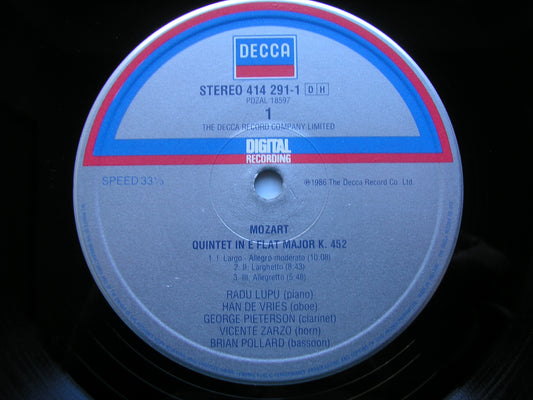 DECCA
STEREO 414 291-1 DH
PDZAL 18597
1
THE DECCA RECORD COMPANY LIMITED
DIGITAL
RECORDING
SPEED 33⅓
℗1986 The Decca Record Co. Ltd.
MOZART
QUINTET IN E FLAT MAJOR K. 452
1. I. Largo - Allegro moderato (10.08)
2. II. Larghetto (8:43)
3. III. Allegretto (5:48)
RADU LUPU (piano)
HAN DE VRIES (oboe)
GEORGE PIETERSON (clarinet)
VICENTE ZARZO (horn)
BRIAN POLLARD (bassoon)